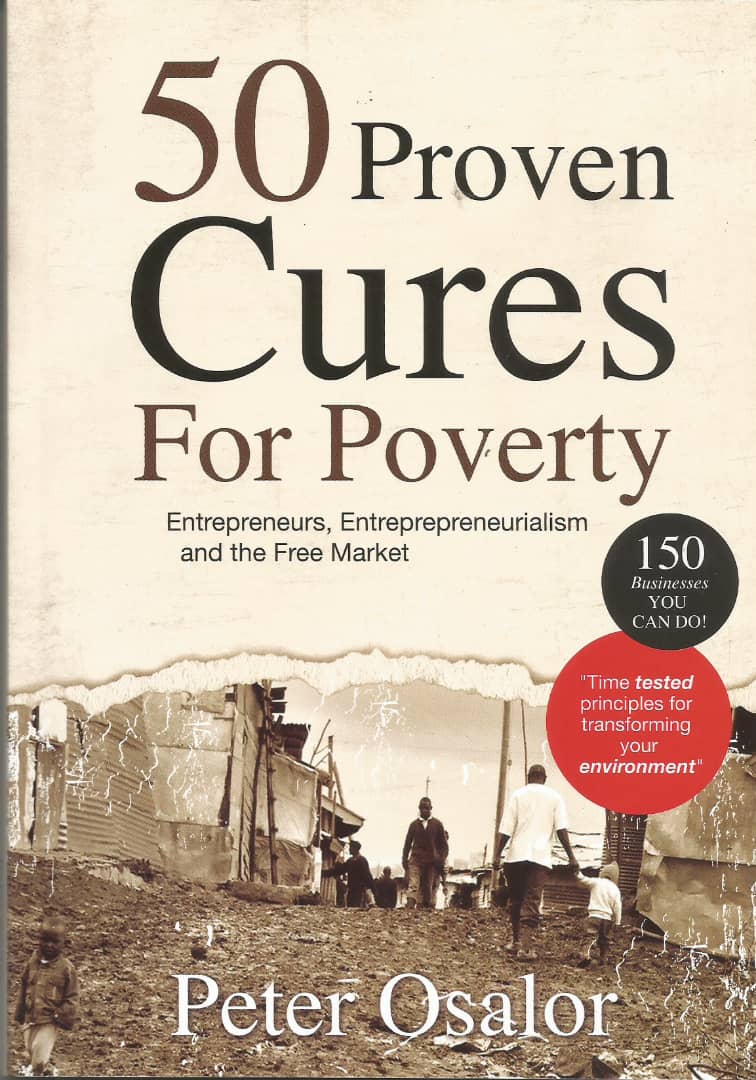 50 Proven
Cures
For Poverty
Entrepreneurs, Entreprepreneurialism
and the Free Market
150
Businesses
YOU
CAN DO!
"Time tested
principles for
transforming
your
environment"
Peter Osalor